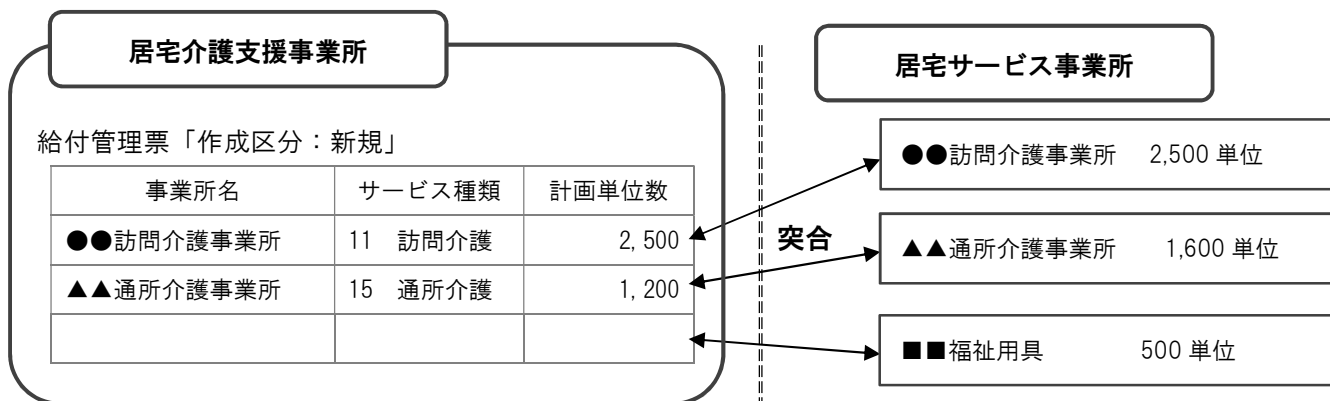 居宅介護支援事業所
居宅サービス事業所
給付管理票「作成区分：新規」
事業所名 サービス種類 計画単位数
●●訪問介護事業所 11 訪問介護 2,500
▲▲通所介護事業所 15 通所介護 1,200
突合
●●訪問介護事業所 2,500 単位
▲▲通所介護事業所 1,600 単位
■■福祉用具 500 単位